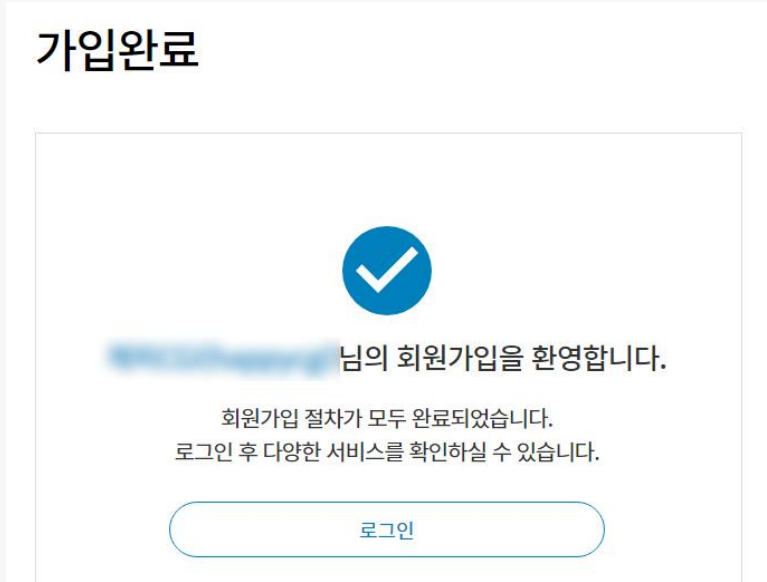 가입완료
님의 회원가입을 환영합니다.
회원가입 절차가 모두 완료되었습니다.
로그인 후 다양한 서비스를 확인하실 수 있습니다.
로그인